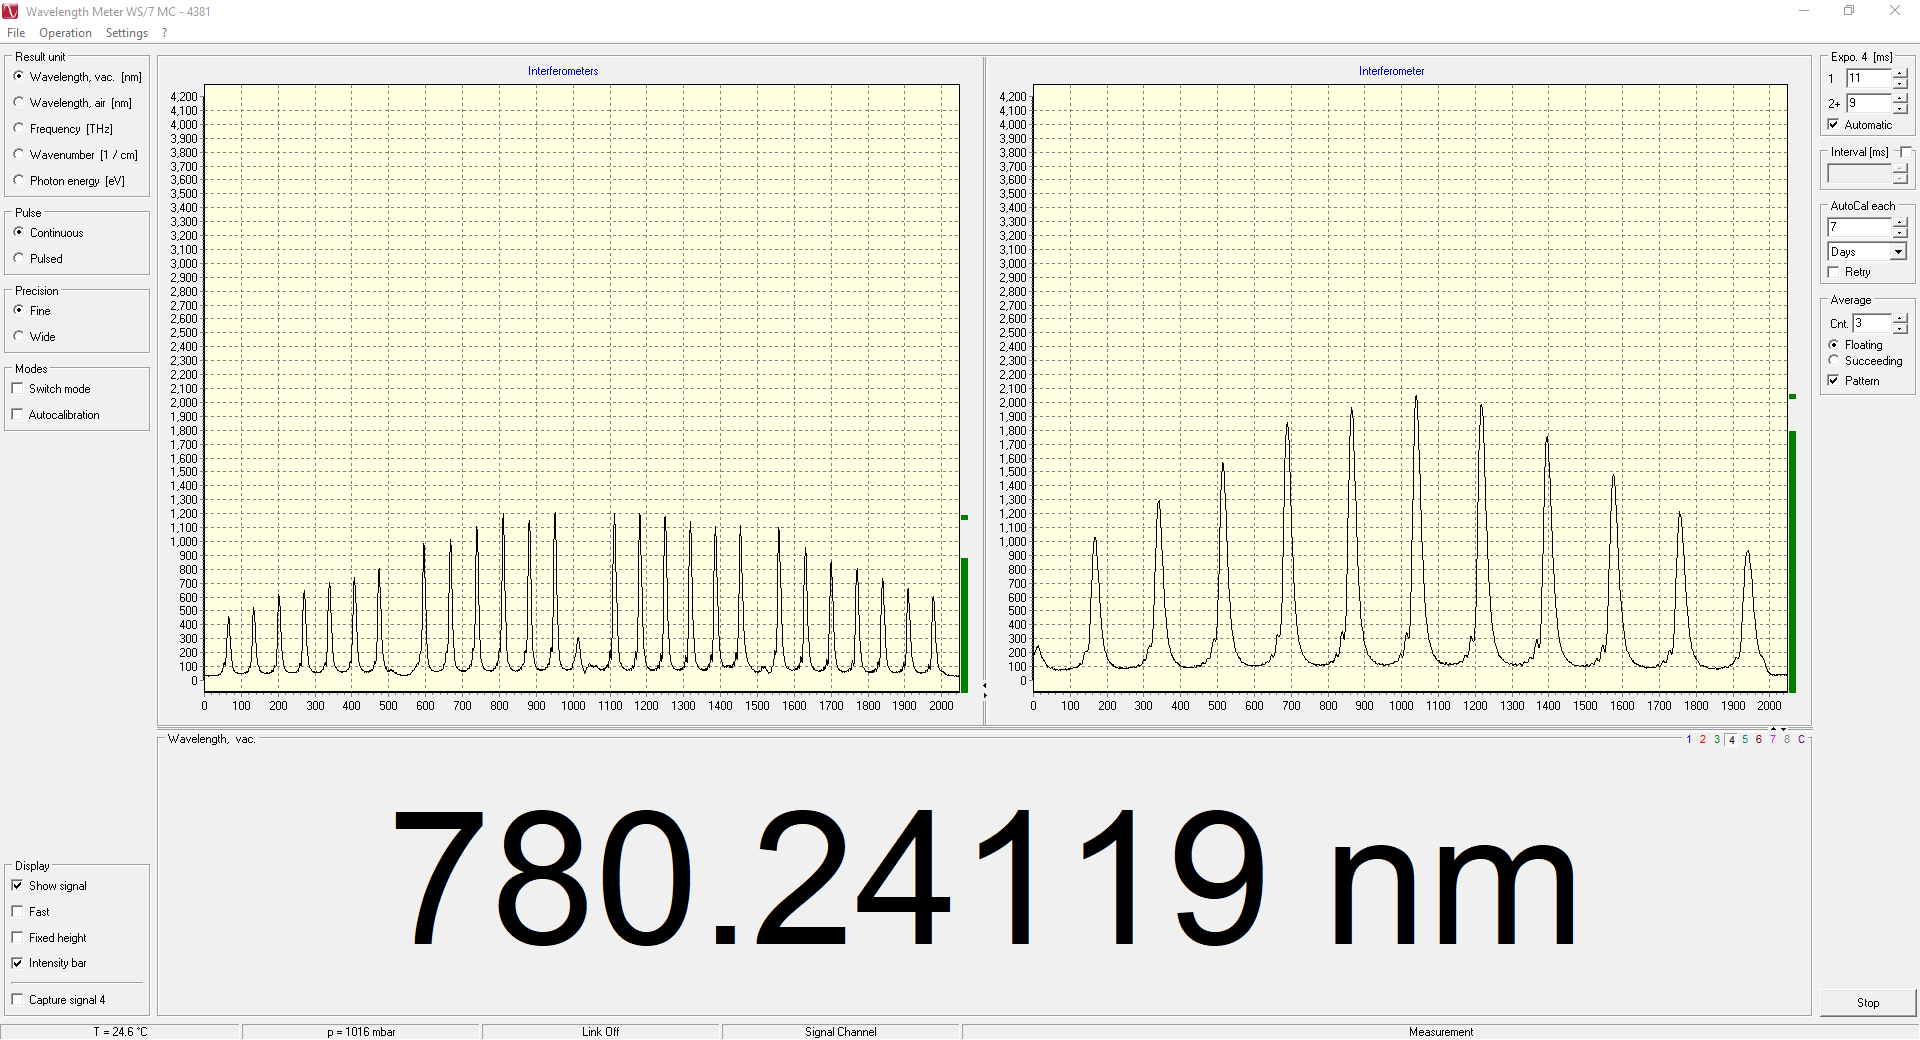 Wavelength Meter WS/7 MC - 4381
File Operation Settings ?
Result unit
Wavelength, vac. [nm]
Wavelength, air [nm]
Frequency [THz]
Wavenumber [1 / cm]
Photon energy [eV]
Pulse
Continuous
Pulsed
Precision
Fine
Wide
Modes
Switch mode
Autocalibration
Display
Show signal
Fast
Fixed height
Intensity bar
Capture signal 4
Interferometers
4,200
4,100
4,000
3,900
3,800
3,700
3,600
3,500
3,400
3,300
3,200
3,100
3,000
2,900
2,800
2,700
2,600
2,500
2,400
2,300
2,200
2,100
2,000
1,900
1,800
1,700
1,600
1,500
1,400
1,300
1,200
1,100
1,000
900
800
700
600
500
400
300
200
100
0
0 100 200 300 400 500 600 700 800 900 1000 1100 1200 1300 1400 1500 1600 1700 1800 1900 2000
Interferometer
4,200
4,100
4,000
3,900
3,800
3,700
3,600
3,500
3,400
3,300
3,200
3,100
3,000
2,900
2,800
2,700
2,600
2,500
2,400
2,300
2,200
2,100
2,000
1,900
1,800
1,700
1,600
1,500
1,400
1,300
1,200
1,100
1,000
900
800
700
600
500
400
300
200
100
0
0 100 200 300 400 500 600 700 800 900 1000 1100 1200 1300 1400 1500 1600 1700 1800 1900 2000
Expo. 4 [ms]
1 11
2+ 9
Automatic
Interval [ms]
AutoCal each
7
Days
Retry
Average
Cnt. 3
Floating
Succeeding
Pattern
Wavelength, vac.
1 2 3 4 5 6 7 8 C
780.24119 nm
Stop
T = 24.6 °C
p = 1016 mbar
Link Off
Signal Channel
Measurement